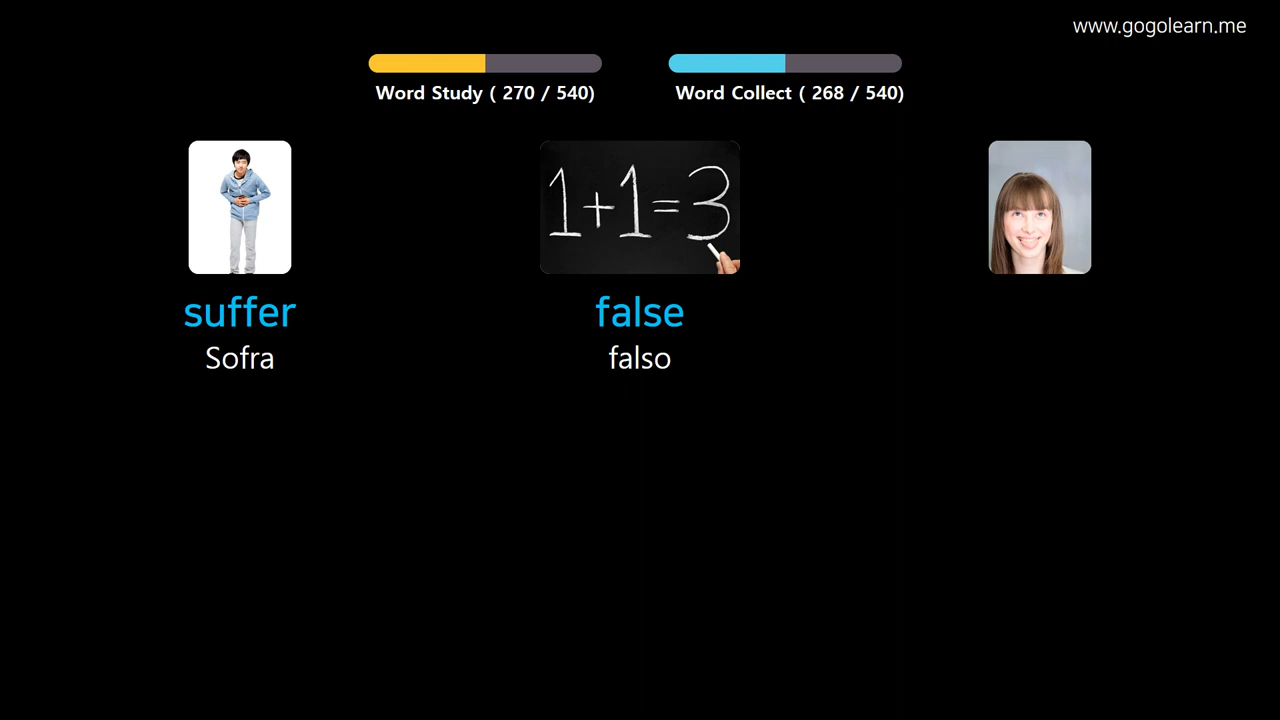 www.gogolearn.me
Word Study ( 270 / 540)
Word Collect ( 268 / 540)
1+1=3
suffer
false
Sofra
falso